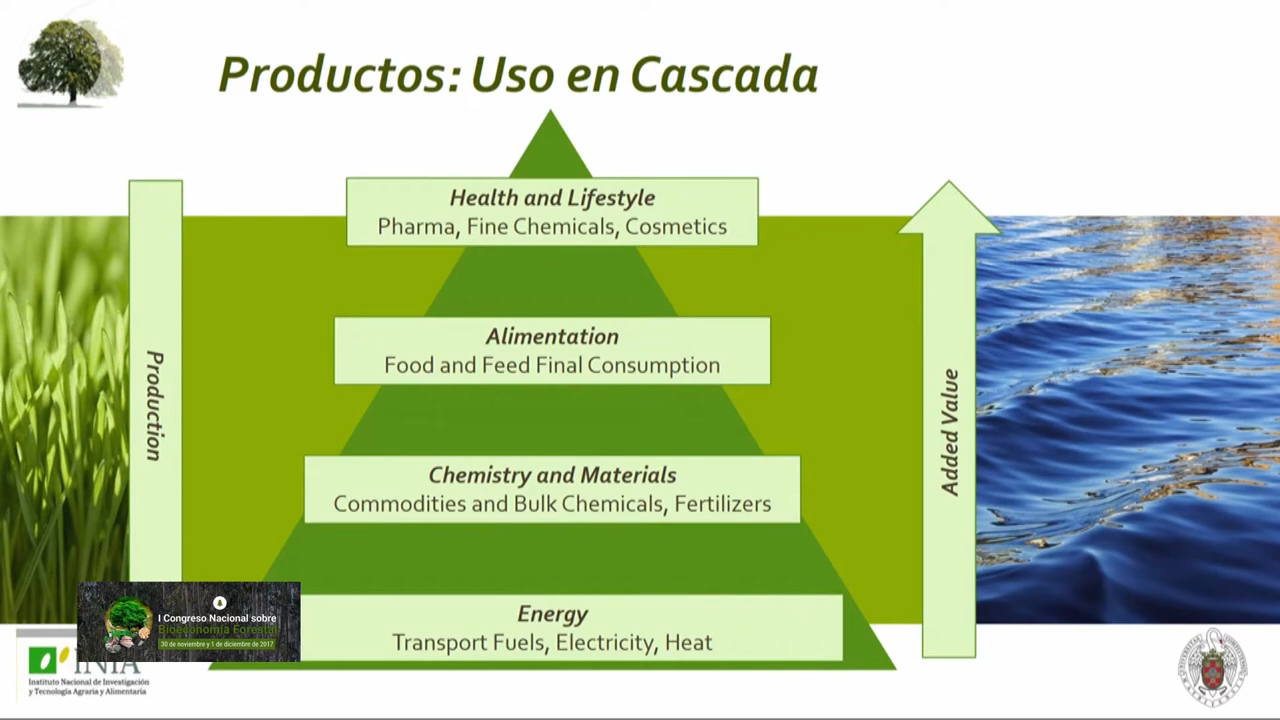 Productos: Uso en Cascada
Health and Lifestyle
Pharma, Fine Chemicals, Cosmetics
Alimentation
Food and Feed Final Consumption
Production
Added Value
Chemistry and Materials
Commodities and Bulk Chemicals, Fertilizers
Energy
Transport Fuels, Electricity, Heat
I Congreso Nacional sobre
Bioeconomía Forestal
30 de noviembre y 1 de diciembre de 2017
INIA
Instituto Nacional de Investigación
y Tecnología Agraria y Alimentaria